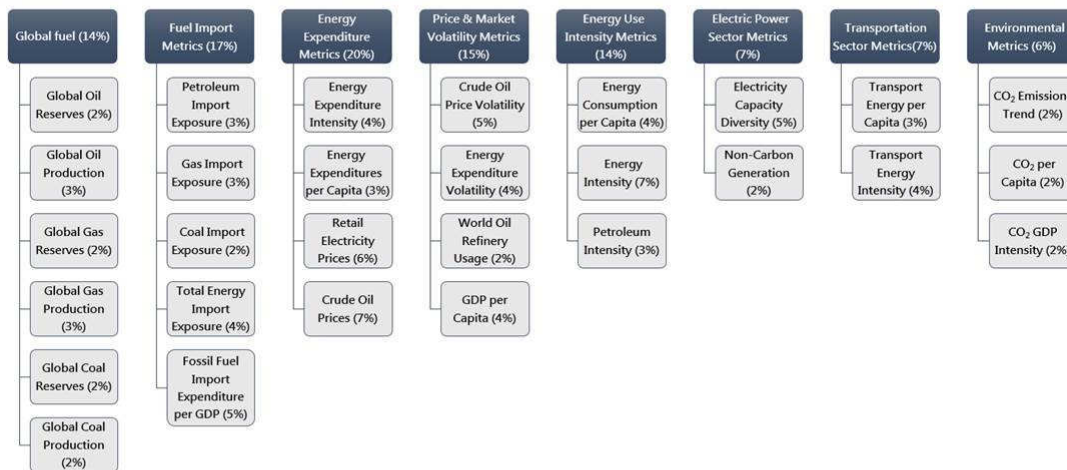 Global fuel (14%)
Global Oil
Reserves (2%)
Global Oil
Production
(3%)
Global Gas
Reserves (2%)
Global Gas
Production
(3%)
Global Coal
Reserves (2%)
Global Coal
Production
(2%)
Fuel Import
Metrics (17%)
Petroleum
Import
Exposure (3%)
Gas Import
Exposure (3%)
Coal Import
Exposure (2%)
Total Energy
Import
Exposure (4%)
Fossil Fuel
Import
Expenditure
per GDP (5%)
Energy
Expenditure
Metrics (20%)
Energy
Expenditure
Intensity (4%)
Energy
Expenditures
per Capita (3%)
Retail
Electricity
Prices (6%)
Crude Oil
Prices (7%)
Price & Market
Volatility Metrics
(15%)
Crude Oil
Price Volatility
(5%)
Energy
Expenditure
Volatility (4%)
World Oil
Refinery
Usage (2%)
GDP per
Capita (4%)
Energy Use
Intensity Metrics
(14%)
Energy
Consumption
per Capita (4%)
Energy
Intensity (7%)
Petroleum
Intensity (3%)
Electric Power
Sector Metrics
(7%)
Electricity
Capacity
Diversity (5%)
Non-Carbon
Generation
(2%)
Transportation
Sector Metrics(7%)
Transport
Energy per
Capita (3%)
Transport
Energy
Intensity (4%)
Environmental
Metrics (6%)
CO₂ Emission
Trend (2%)
CO₂ per
Capita (2%)
CO₂ GDP
Intensity (2%)